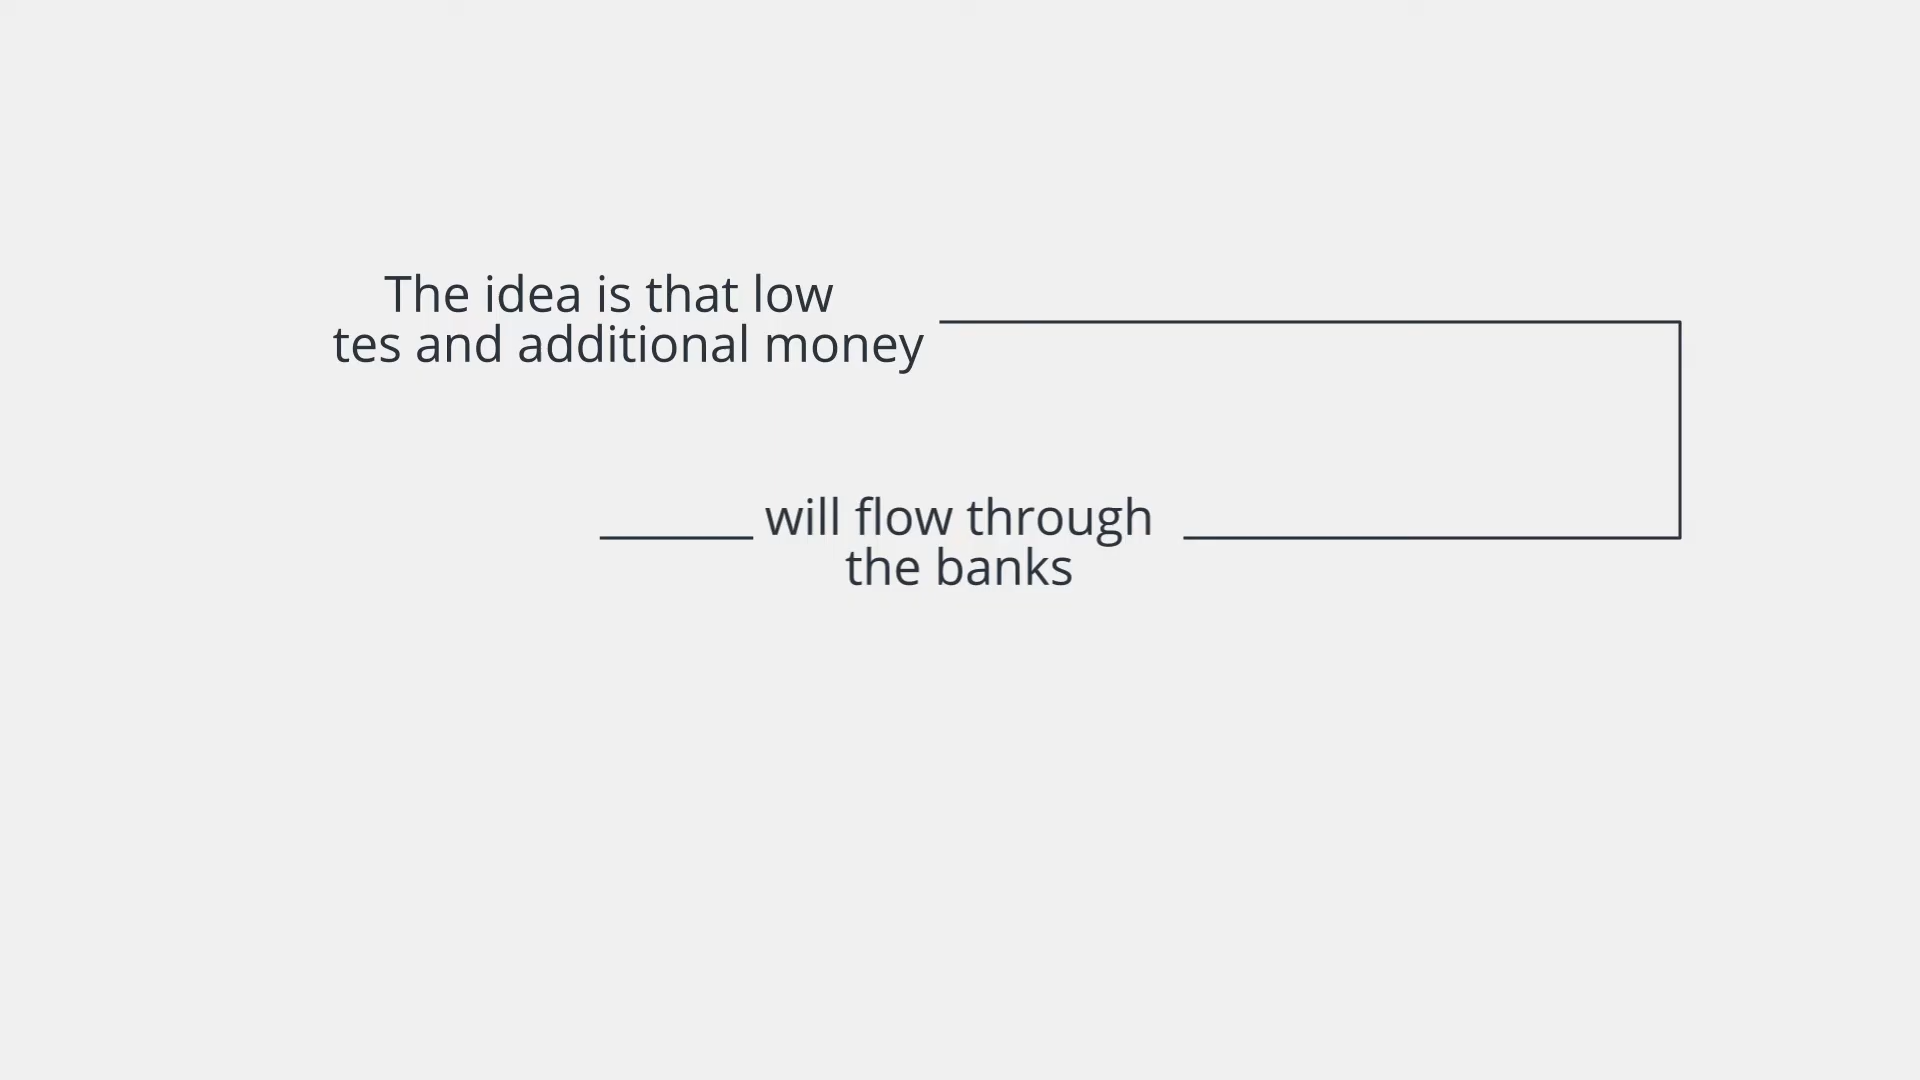 The idea is that low
tes and additional money
will flow through
the banks